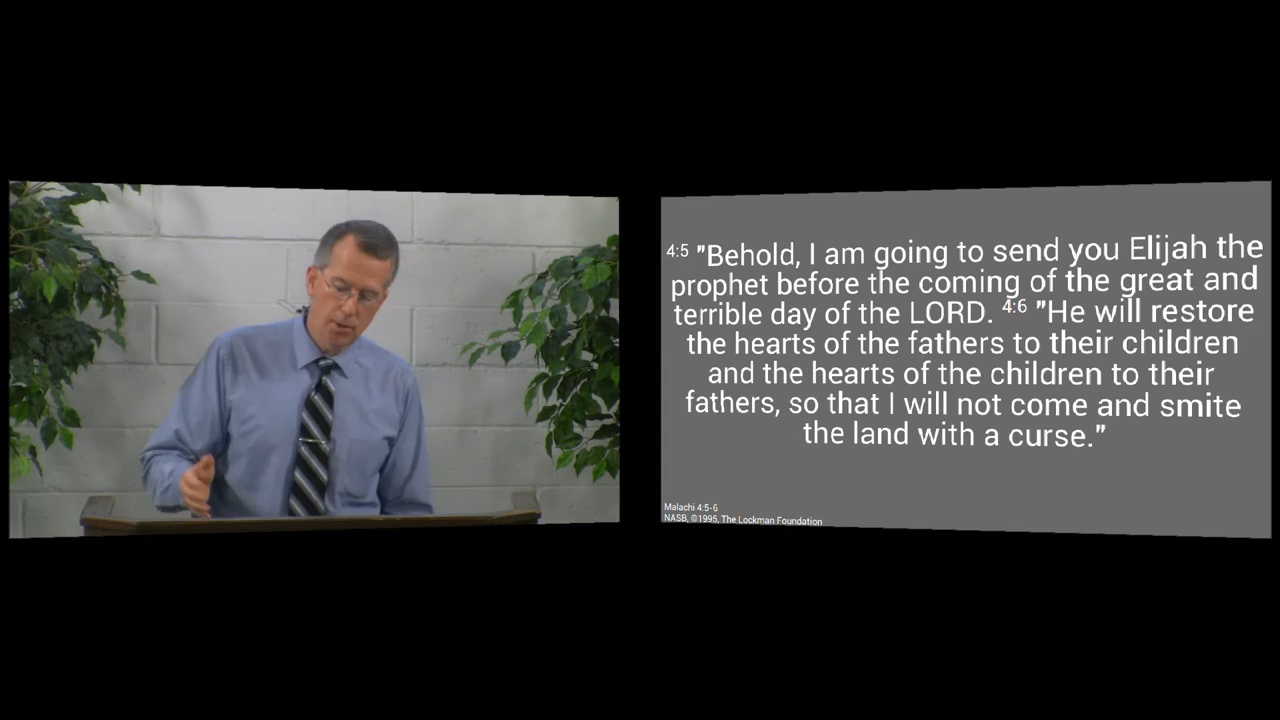 4:5 "Behold, I am going to send you Elijah the
prophet before the coming of the great and
terrible day of the LORD. 4:6 "He will restore
the hearts of the fathers to their children
and the hearts of the children to their
fathers, so that I will not come and smite
the land with a curse."
Malachi 4:5-6
NASB, ©1995, The Lockman Foundation